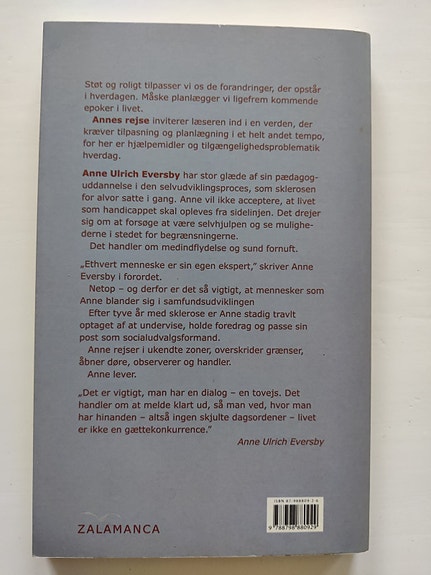 Støt og roligt tilpasser vi os de forandringer, der opstår
i hverdagen. Måske planlægger vi ligefrem kommende
epoker i livet.
Annes rejse inviterer læseren ind i en verden, der
kræver tilpasning og planlægning i et helt andet tempo,
for her er hjælpemidler og tilgængelighedsproblematik
hverdag.
Anne Ulrich Eversby har stor glæde af sin pædagog-
uddannelse i den selvudviklingsproces, som sklerosen
for alvor satte i gang. Anne vil ikke acceptere, at livet
som handicappet skal opleves fra sidelinjen. Det drejer
sig om at forsøge at være selvhjulpen og se mulighe-
derne i stedet for begrænsningerne.
Det handler om medindflydelse og sund fornuft.
„Ethvert menneske er sin egen ekspert,” skriver Anne
Eversby i forordet.
Netop – og derfor er det så vigtigt, at mennesker som
Anne blander sig i samfundsudviklingen
Efter tyve år med sklerose er Anne stadig travlt
optaget af at undervise, holde foredrag og passe sin
post som socialudvalgsformand.
Anne rejser i ukendte zoner, overskrider grænser,
åbner døre, observerer og handler.
Anne lever.
„Det er vigtigt, man har en dialog – en tovejs. Det
handler om at melde klart ud, så man ved, hvor man
har hinanden – altså ingen skjulte dagsordener – livet
er ikke en gættekonkurrence.”
Anne Ulrich Eversby
ISBN 87-988809-2-6
9 788798 880929
ZALAMANCA